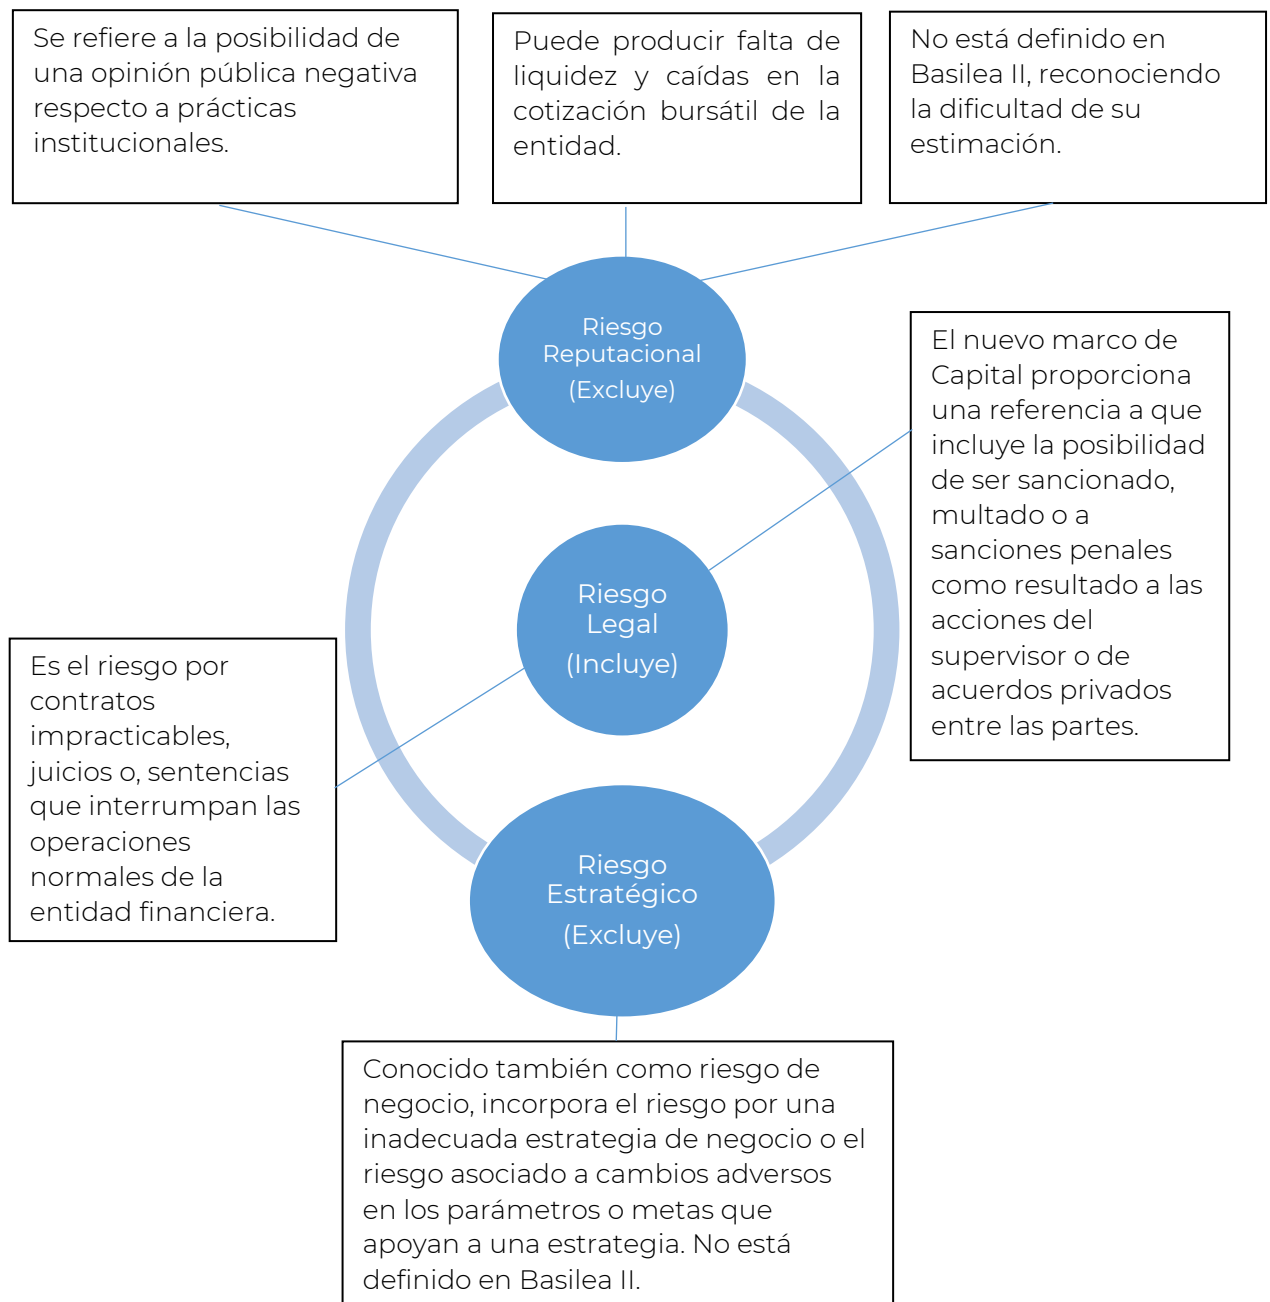 Se refiere a la posibilidad de
una opinión pública negativa
respecto a prácticas
institucionales.
Puede producir falta de
liquidez y caídas en la
cotización bursátil de la
entidad.
No está definido en
Basilea II, reconociendo
la dificultad de su
estimación.
Riesgo
Reputacional
(Excluye)
El nuevo marco de
Capital proporciona
una referencia a que
incluye la posibilidad
de ser sancionado,
multado o a
sanciones penales
como resultado a las
acciones del
supervisor o de
acuerdos privados
entre las partes.
Riesgo
Legal
(Incluye)
Es el riesgo por
contratos
impracticables,
juicios o, sentencias
que interrumpan las
operaciones
normales de la
entidad financiera.
Riesgo
Estratégico
(Excluye)
Conocido también como riesgo de
negocio, incorpora el riesgo por una
inadecuada estrategia de negocio o el
riesgo asociado a cambios adversos
en los parámetros o metas que
apoyan a una estrategia. No está
definido en Basilea II.